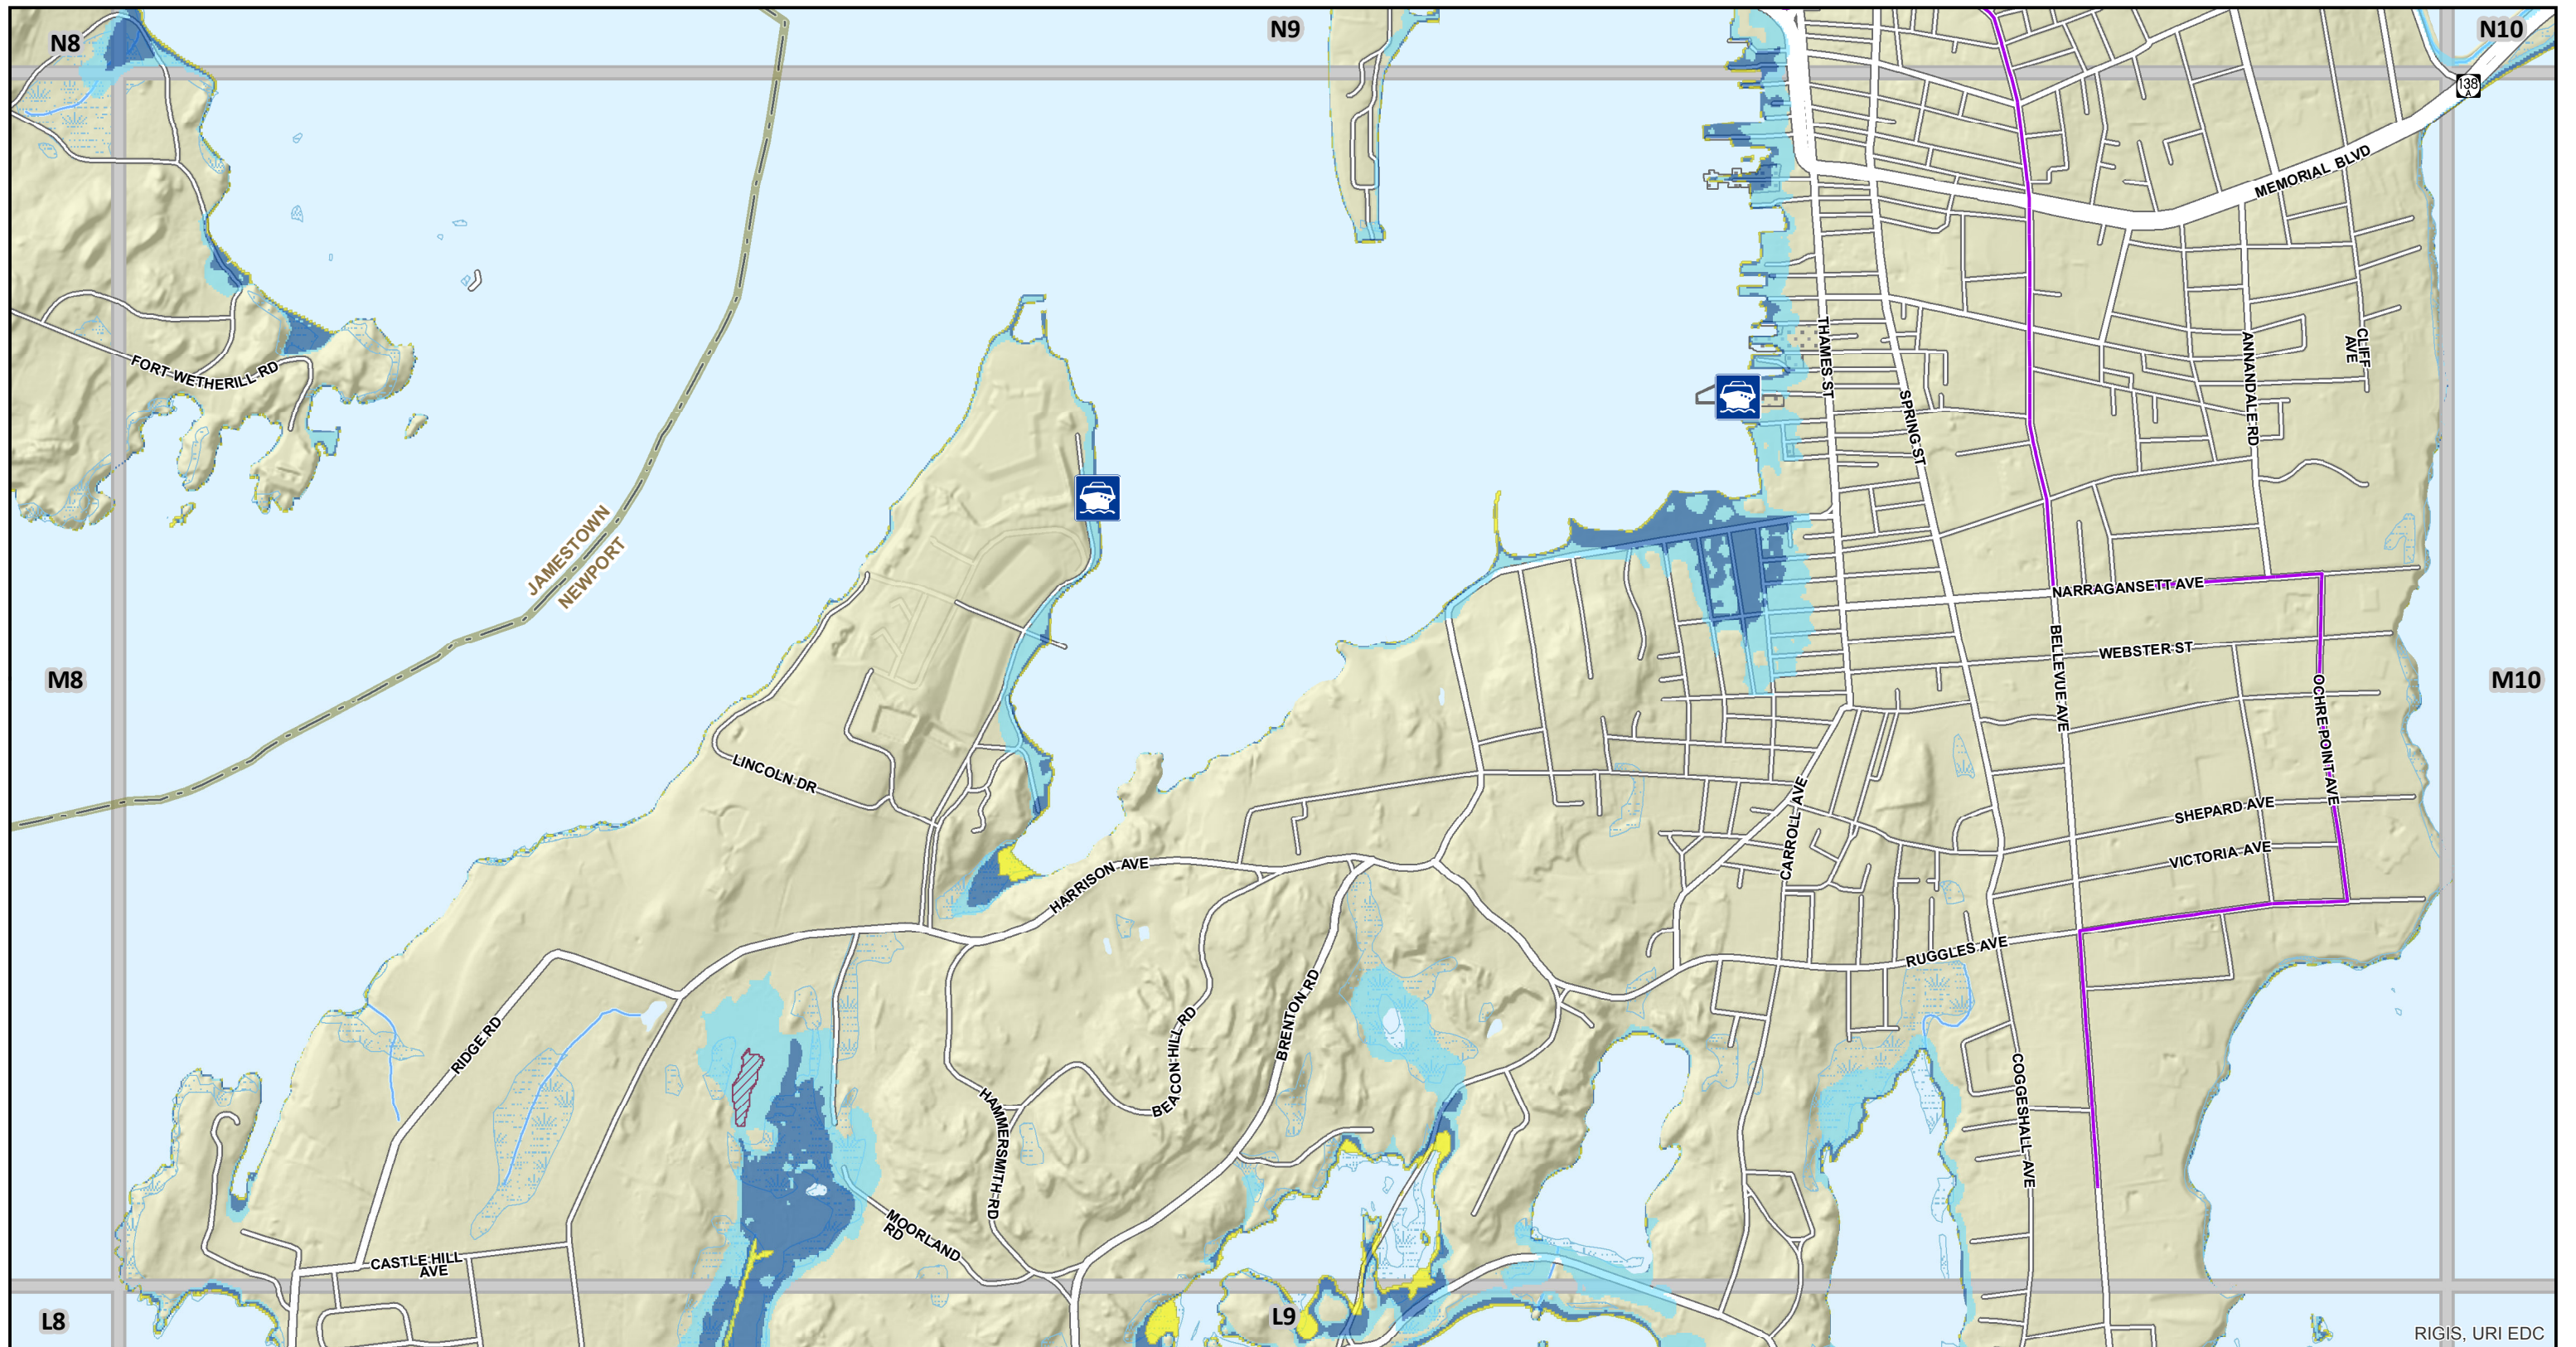 N8
N9
N10
138
A
MEMORIAL BLVD
THAMES ST
SPRING ST
ANNANDALE RD
CLIFF
AVE
FORT WETHERILL RD
JAMESTOWN
NEWPORT
NARRAGANSETT AVE
BELLEVUE AVE
WEBSTER ST
OCHRE POINT AVE
M8
M10
LINCOLN DR
CARROLL AVE
SHEPARD AVE
VICTORIA AVE
HARRISON AVE
RUGGLES AVE
RIDGE RD
BEACON HILL RD
BRENTON RD
HAMMERSMITH RD
COGGESHALL AVE
MOORLAND
RD
CASTLE HILL
AVE
L8
L9
RIGIS, URI EDC